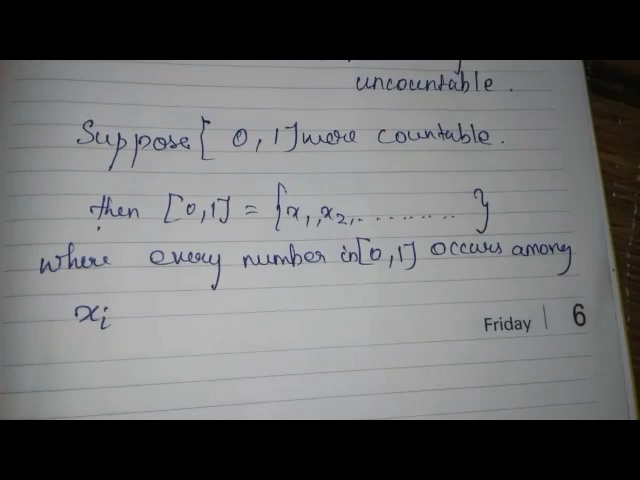 uncountable.
Suppose [0,1] were countable.
then [0,1] = {x₁, x₂, ......... }
where every number in [0,1] occurs among
xᵢ
Friday | 6